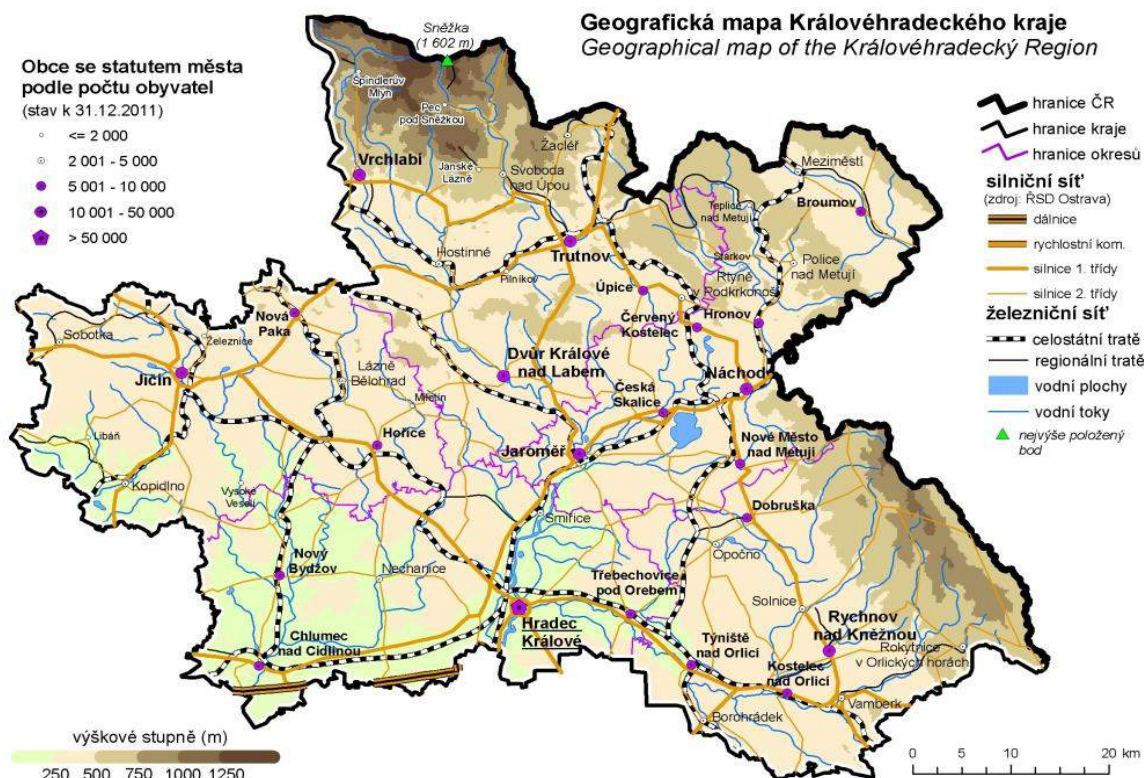 Geografická mapa Královéhradeckého kraje
Geographical map of the Královéhradecký Region
Sněžka
(1 602 m)
Obce se statutem města
podle počtu obyvatel
(stav k 31.12.2011)
<= 2 000
2 001 - 5 000
5 001 - 10 000
10 001 - 50 000
> 50 000
hranice ČR
hranice kraje
hranice okresů
silniční síť
(zdroj: ŘSD Ostrava)
dálnice
rychlostní kom.
silnice 1. třídy
silnice 2. třídy
železniční síť
celostátní tratě
regionální tratě
vodní plochy
vodní toky
nejvýše položený
bod
Špindlerův
Mlýn
Pec
pod Sněžkou
Žacléř
Vrchlabí
Janské
Lázně
Svoboda
nad Úpou
Meziměstí
Broumov
Teplice
nad Metují
Hostinné
Trutnov
Stárkov
Police
nad Metují
Pilníkov
Rtyně
v Podkrkonoší
Úpice
Nová
Paka
Červený
Kostelec
Hronov
Sobotka
Železnice
Jičín
Lázně
Bělohrad
Dvůr Králové
nad Labem
Náchod
Česká
Skalice
Miletín
Libáň
Hořice
Jaroměř
Nové Město
nad Metují
Kopidlno
Vysoké
Veselí
Smiřice
Dobruška
Opočno
Nový
Bydžov
Nechanice
Třebechovice
pod Orebem
Solnice
Hradec
Králové
Rychnov
nad Kněžnou
Chlumec
nad Cidlinou
Týniště
nad Orlicí
Kostelec
nad Orlicí
Rokytnice
v Orlických horách
Vamberk
Borohrádek
výškové stupně (m)
250 500 750 1000 1250
0 5 10 20 km